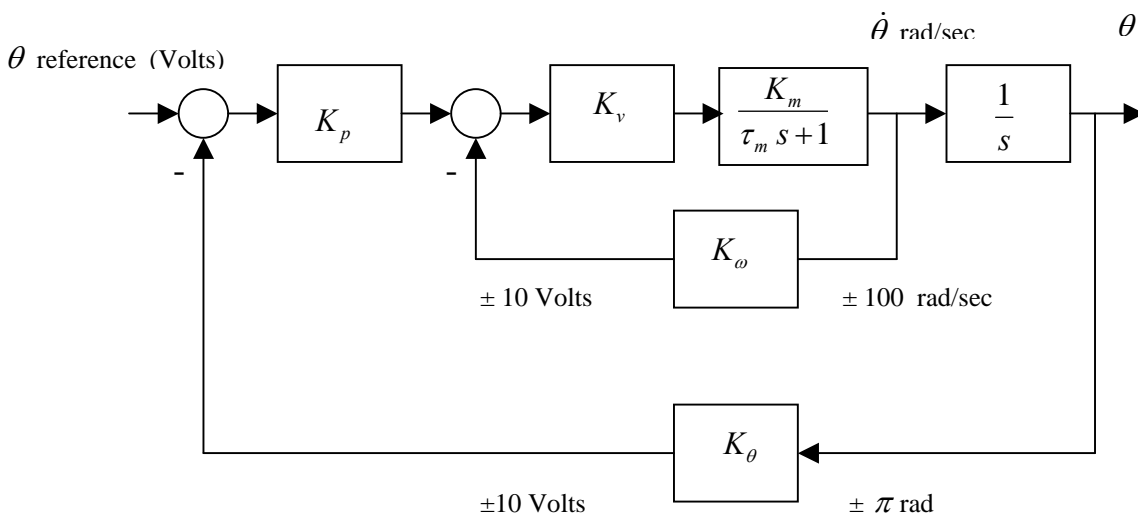 θ̇ rad/sec
θ
θ reference (Volts)
K_p
K_v
K_m
τ_m s + 1
1
s
-
-
K_ω
± 10 Volts
± 100 rad/sec
K_θ
±10 Volts
± π rad